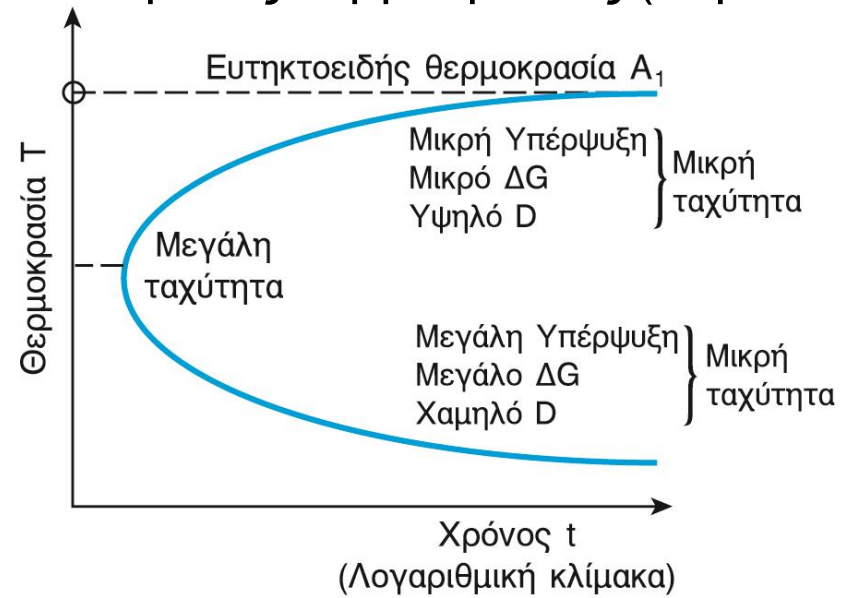 Ευτηκτοειδής θερμοκρασία A1
Μικρή Υπέρψυξη
Μικρό ΔG
Υψηλό D
Μικρή
ταχύτητα
Μεγάλη
ταχύτητα
Θερμοκρασία T
Μεγάλη Υπέρψυξη
Μεγάλο ΔG
Χαμηλό D
Μικρή
ταχύτητα
Χρόνος t
(Λογαριθμική κλίμακα)